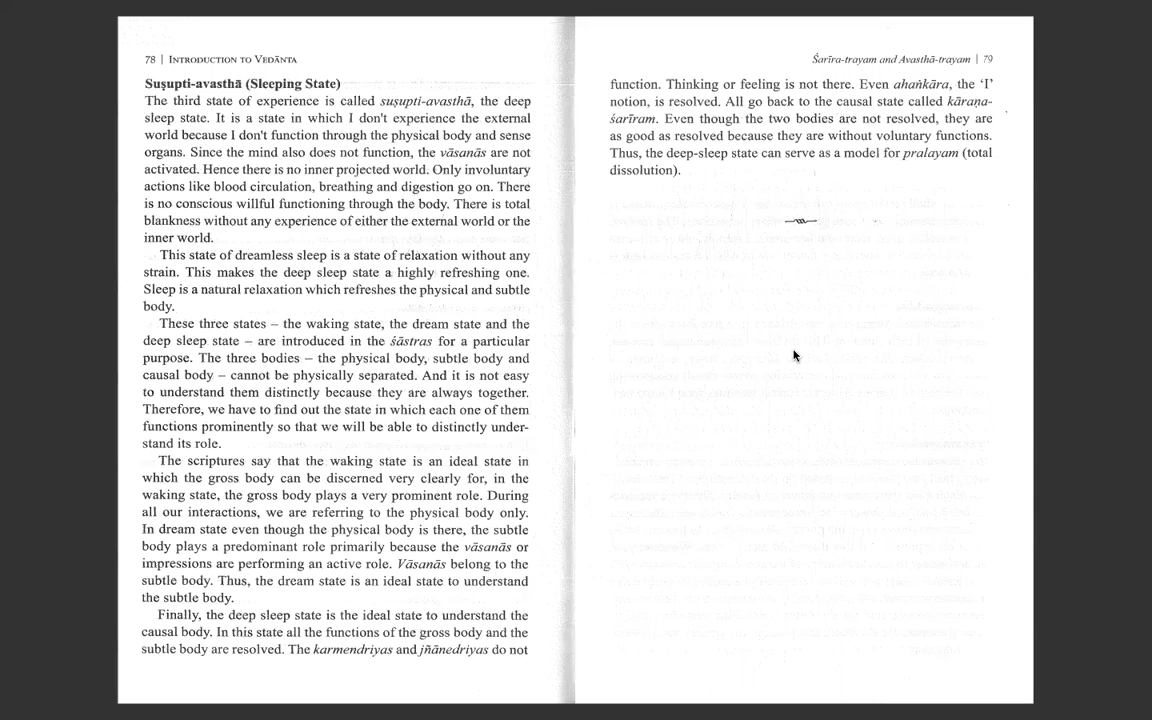 78 | INTRODUCTION TO VEDĀNTA
Suṣupti-avasthā (Sleeping State)
The third state of experience is called suṣupti-avasthā, the deep
sleep state. It is a state in which I don't experience the external
world because I don't function through the physical body and sense
organs. Since the mind also does not function, the vāsanās are not
activated. Hence there is no inner projected world. Only involuntary
actions like blood circulation, breathing and digestion go on. There
is no conscious willful functioning through the body. There is total
blankness without any experience of either the external world or the
inner world.
This state of dreamless sleep is a state of relaxation without any
strain. This makes the deep sleep state a highly refreshing one.
Sleep is a natural relaxation which refreshes the physical and subtle
body.
These three states – the waking state, the dream state and the
deep sleep state – are introduced in the śāstras for a particular
purpose. The three bodies – the physical body, subtle body and
causal body – cannot be physically separated. And it is not easy
to understand them distinctly because they are always together.
Therefore, we have to find out the state in which each one of them
functions prominently so that we will be able to distinctly under-
stand its role.
The scriptures say that the waking state is an ideal state in
which the gross body can be discerned very clearly for, in the
waking state, the gross body plays a very prominent role. During
all our interactions, we are referring to the physical body only.
In dream state even though the physical body is there, the subtle
body plays a predominant role primarily because the vāsanās or
impressions are performing an active role. Vāsanās belong to the
subtle body. Thus, the dream state is an ideal state to understand
the subtle body.
Finally, the deep sleep state is the ideal state to understand the
causal body. In this state all the functions of the gross body and the
subtle body are resolved. The karmendriyas and jñānedriyas do not
Śarīra-trayam and Avasthā-trayam | 79
function. Thinking or feeling is not there. Even ahaṅkāra, the ‘I’
notion, is resolved. All go back to the causal state called kāraṇa-
śarīram. Even though the two bodies are not resolved, they are
as good as resolved because they are without voluntary functions.
Thus, the deep-sleep state can serve as a model for pralayam (total
dissolution).